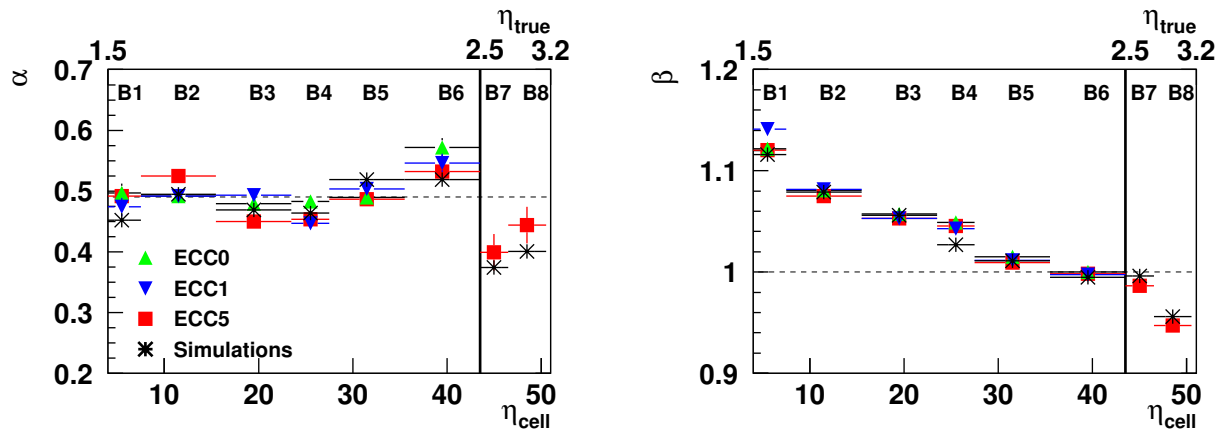 η_true
1.5 2.5 3.2
α
0.7
B1 B2 B3 B4 B5 B6 B7 B8
0.6
0.5
0.4
ECC0
ECC1
0.3
ECC5
Simulations
0.2
10 20 30 40 50
η_cell
η_true
1.5 2.5 3.2
β
1.2
B1 B2 B3 B4 B5 B6 B7 B8
1.1
1
0.9
10 20 30 40 50
η_cell